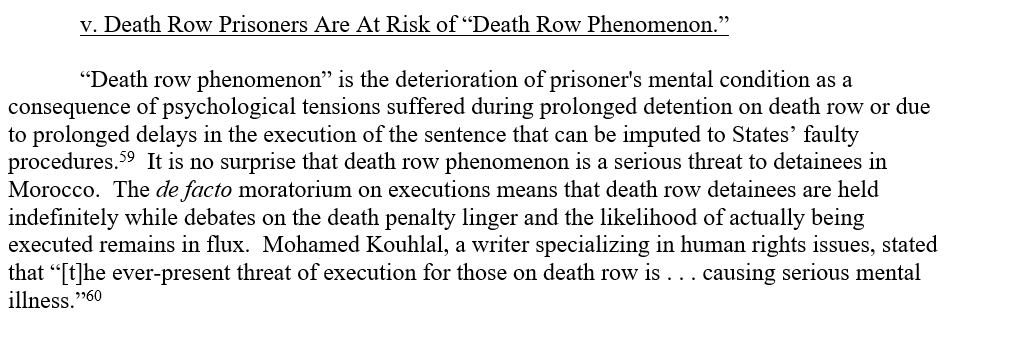 v. Death Row Prisoners Are At Risk of “Death Row Phenomenon.”
“Death row phenomenon” is the deterioration of prisoner's mental condition as a
consequence of psychological tensions suffered during prolonged detention on death row or due
to prolonged delays in the execution of the sentence that can be imputed to States’ faulty
procedures.59  It is no surprise that death row phenomenon is a serious threat to detainees in
Morocco.  The de facto moratorium on executions means that death row detainees are held
indefinitely while debates on the death penalty linger and the likelihood of actually being
executed remains in flux.  Mohamed Kouhlal, a writer specializing in human rights issues, stated
that “[t]he ever-present threat of execution for those on death row is . . . causing serious mental
illness.”60